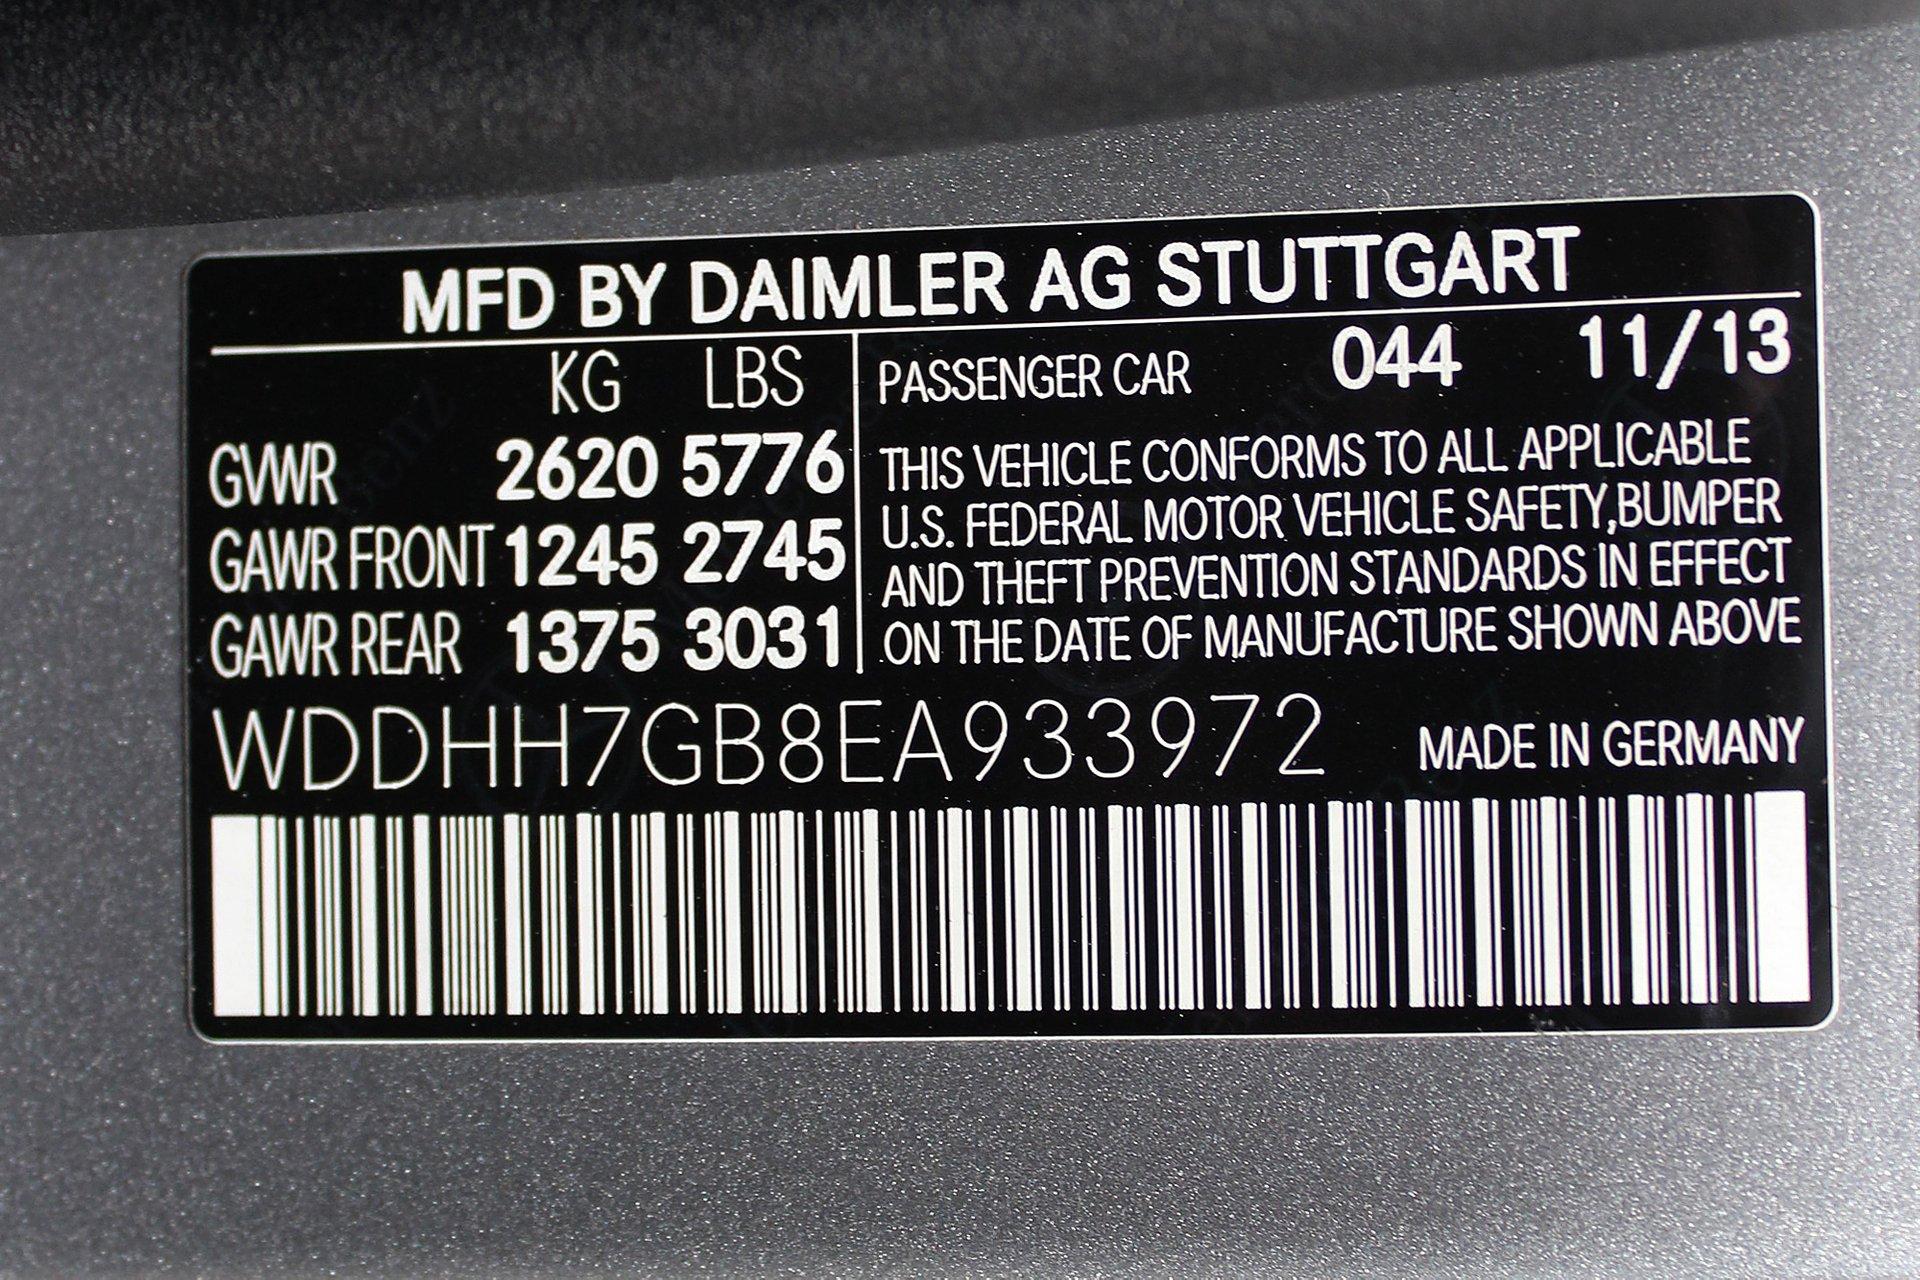 MFD BY DAIMLER AG STUTTGART
KG LBS
GVWR 2620 5776
GAWR FRONT 1245 2745
GAWR REAR 1375 3031
PASSENGER CAR 044 11/13
THIS VEHICLE CONFORMS TO ALL APPLICABLE
U.S. FEDERAL MOTOR VEHICLE SAFETY,BUMPER
AND THEFT PREVENTION STANDARDS IN EFFECT
ON THE DATE OF MANUFACTURE SHOWN ABOVE
WDDHH7GB8EA933972 MADE IN GERMANY